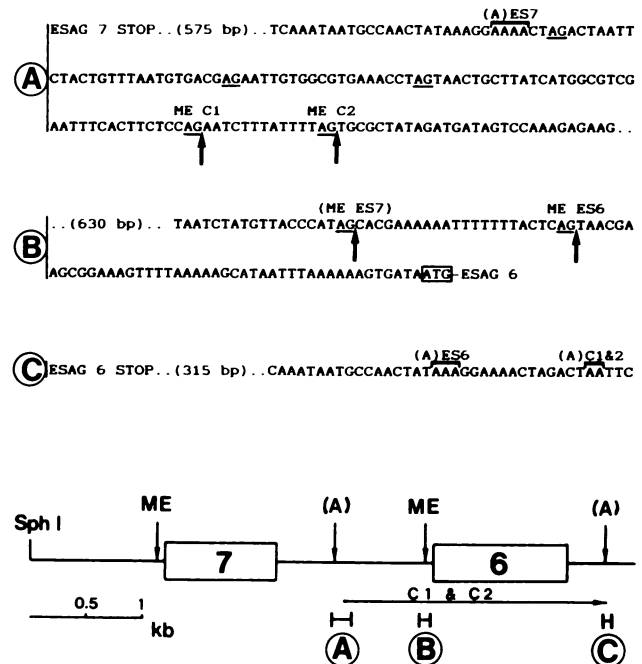 (A)ES7
ESAG 7 STOP..(575 bp)..TCAAATAATGCCAACTATAAAGGAAAACTAGACTAATT
A
CTACTGTTTAATGTGACGAGAATTGTGGCGTGAAACCTAGTAACTGCTTATCATGGCGTCG
ME C1 ME C2
AATTTCACTTCTCCAGAATCTTTATTTTAGTGCGCTATAGATGATAGTCCAAAGAGAAG..
(ME ES7) ME ES6
..(630 bp).. TAATCTATGTTACCCATAGCACGAAAAAATTTTTTTACTCAGTAACGA
B
AGCGGAAAGTTTTAAAAAGCATAATTTAAAAAAGTGATAATG-ESAG 6
(A)ES6 (A)C1&2
C ESAG 6 STOP..(315 bp)..CAAATAATGCCAACTATAAAGGAAAACTAGACTAATTC
ME (A) ME (A)
Sph I
7 6
C1 & C2
0.5 1
kb
A B C